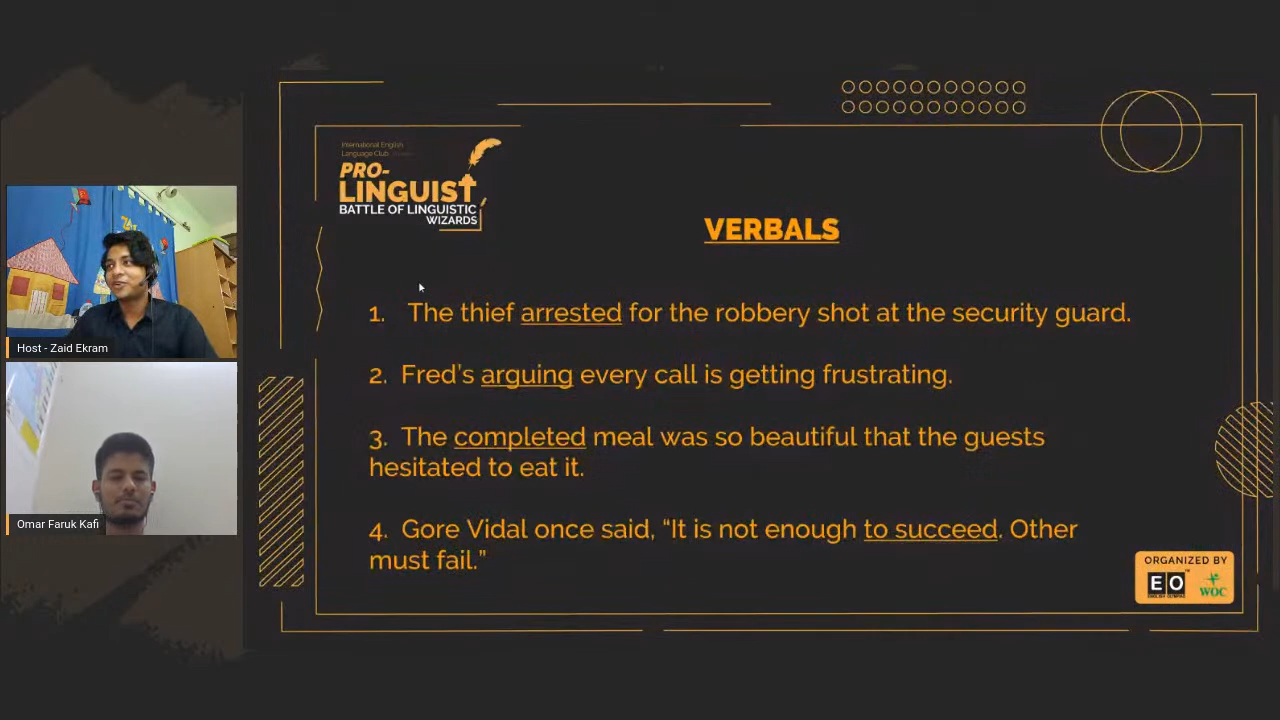 International English
Language Club
PRO-
LINGUIST
BATTLE OF LINGUISTIC
WIZARDS
VERBALS
1. The thief arrested for the robbery shot at the security guard.
2. Fred's arguing every call is getting frustrating.
3. The completed meal was so beautiful that the guests
hesitated to eat it.
4. Gore Vidal once said, “It is not enough to succeed. Other
must fail.”
Host - Zaid Ekram
Omar Faruk Kafi
ORGANIZED BY
EO
WOC